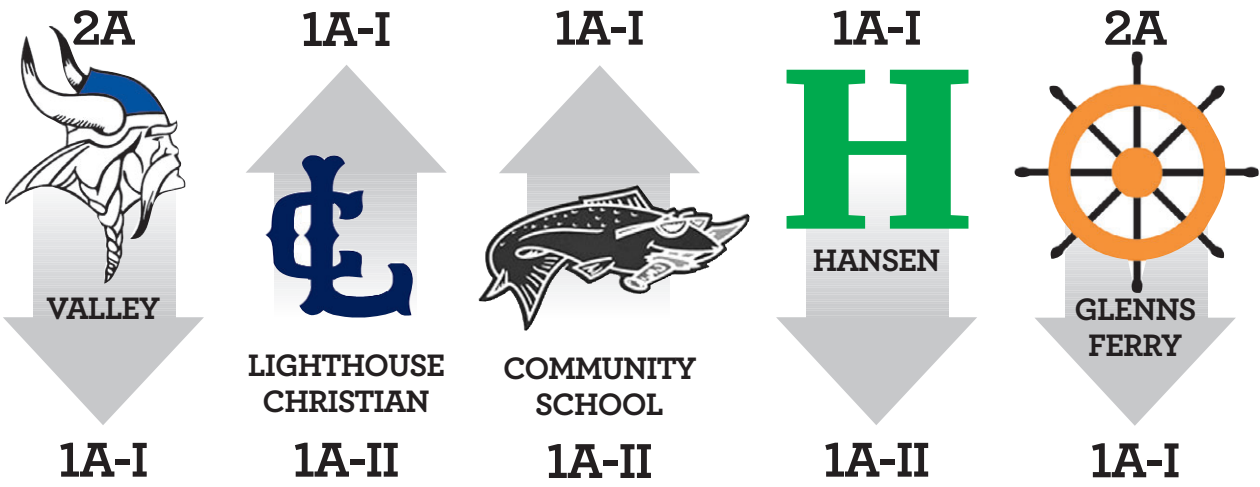 2A
1A-I
1A-I
1A-I
2A
H
LC
VALLEY
HANSEN
GLENNS
FERRY
LIGHTHOUSE
CHRISTIAN
COMMUNITY
SCHOOL
1A-I
1A-II
1A-II
1A-II
1A-I